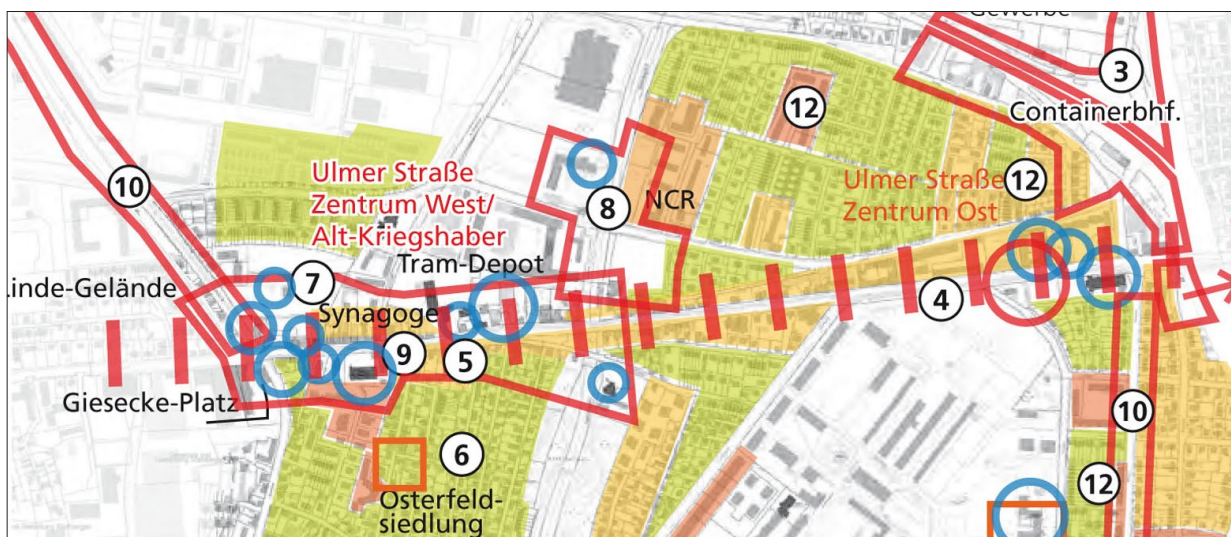 Gewerbe
3
Containerbhf.
12
10
Ulmer Straße
Zentrum West/
Alt-Kriegshaber
8
NCR
Ulmer Straße
Zentrum Ost
12
Tram-Depot
7
Linde-Gelände
Synagoge
4
9
5
Giesecke-Platz
10
6
Osterfeld-
siedlung
12